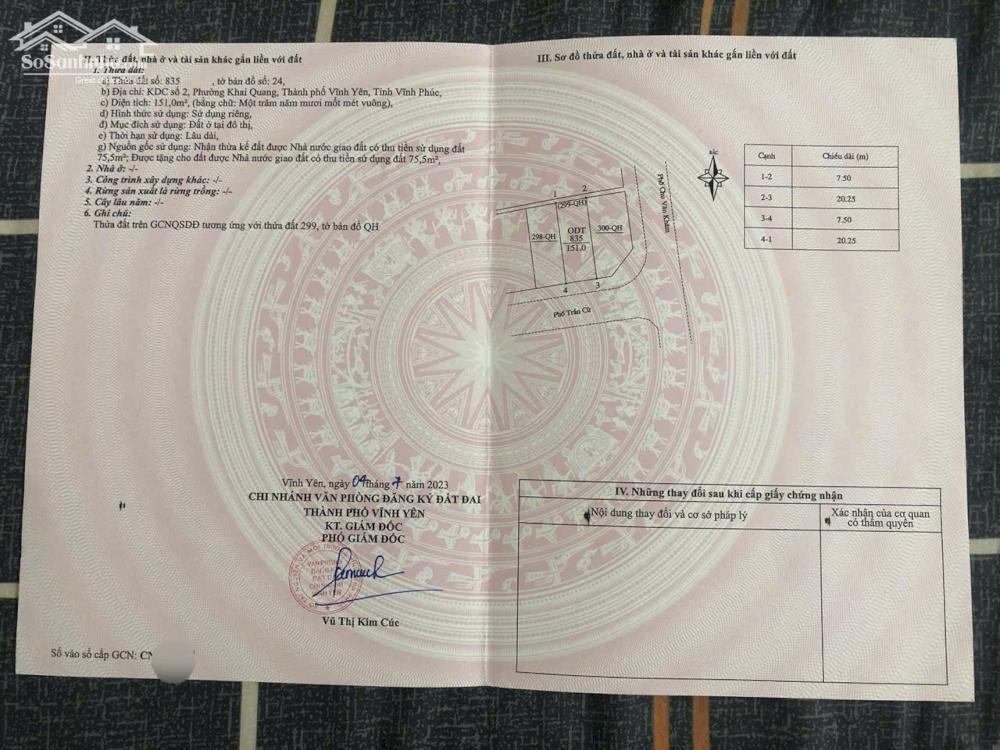 SoSanhNha
II. Thửa đất, nhà ở và tài sản khác gắn liền với đất
1. Thửa đất:
a) Thửa đất số: 835 , tờ bản đồ số: 24,
b) Địa chỉ: KDC số 2, Phường Khai Quang, Thành phố Vĩnh Yên, Tỉnh Vĩnh Phúc,
c) Diện tích: 151,0m², (bằng chữ: Một trăm năm mươi mốt mét vuông),
d) Hình thức sử dụng: Sử dụng riêng,
đ) Mục đích sử dụng: Đất ở tại đô thị,
e) Thời hạn sử dụng: Lâu dài,
g) Nguồn gốc sử dụng: Nhận thừa kế đất được Nhà nước giao đất có thu tiền sử dụng đất
75,5m²; Được tặng cho đất được Nhà nước giao đất có thu tiền sử dụng đất 75,5m²,
2. Nhà ở: -/-
3. Công trình xây dựng khác: -/-
4. Rừng sản xuất là rừng trồng: -/-
5. Cây lâu năm: -/-
6. Ghi chú:
Thửa đất trên GCNQSDĐ tương ứng với thửa đất 299, tờ bản đồ QH
Vĩnh Yên, ngày 04 tháng 7 năm 2023
CHI NHÁNH VĂN PHÒNG ĐĂNG KÝ ĐẤT ĐAI
THÀNH PHỐ VĨNH YÊN
KT. GIÁM ĐỐC
PHÓ GIÁM ĐỐC
Vũ Thị Kim Cúc
Số vào sổ cấp GCN: CN
III. Sơ đồ thửa đất, nhà ở và tài sản khác gắn liền với đất
BẮC
Phố Chu Văn Khâm
1
2
(299-QH)
298-QH
ODT
835
151.0
300-QH
4
3
Phố Trần Cừ
Cạnh Chiều dài (m)
1-2 7.50
2-3 20.25
3-4 7.50
4-1 20.25
IV. Những thay đổi sau khi cấp giấy chứng nhận
Nội dung thay đổi và cơ sở pháp lý
Xác nhận của cơ quan
có thẩm quyền